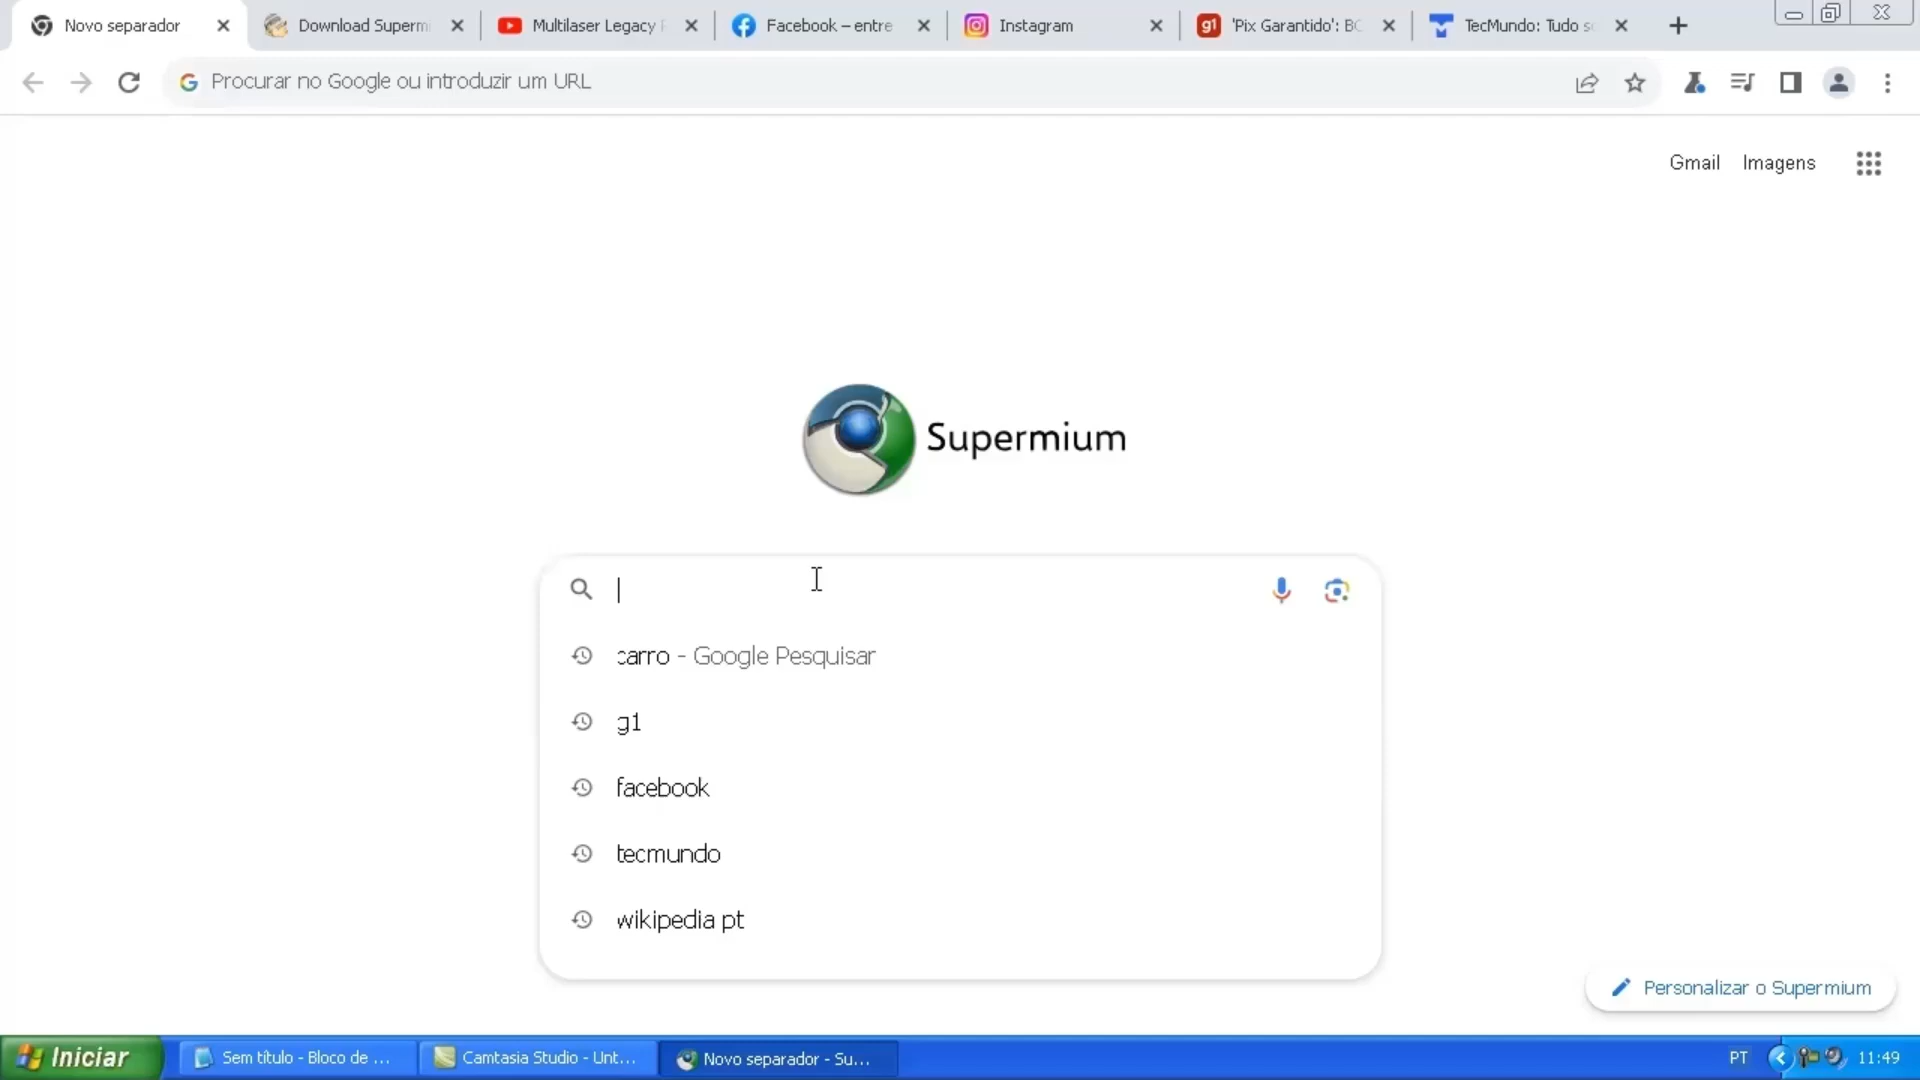 Novo separador
Download Superm
Multilaser Legacy
Facebook – entre
Instagram
g1 'Pix Garantido': BC
TecMundo: Tudo s
Procurar no Google ou introduzir um URL
Gmail Imagens
Supermium
carro - Google Pesquisar
g1
facebook
tecmundo
wikipedia pt
Personalizar o Supermium
Iniciar
Sem título - Bloco de ...
Camtasia Studio - Unt...
Novo separador - Su...
PT
11:49